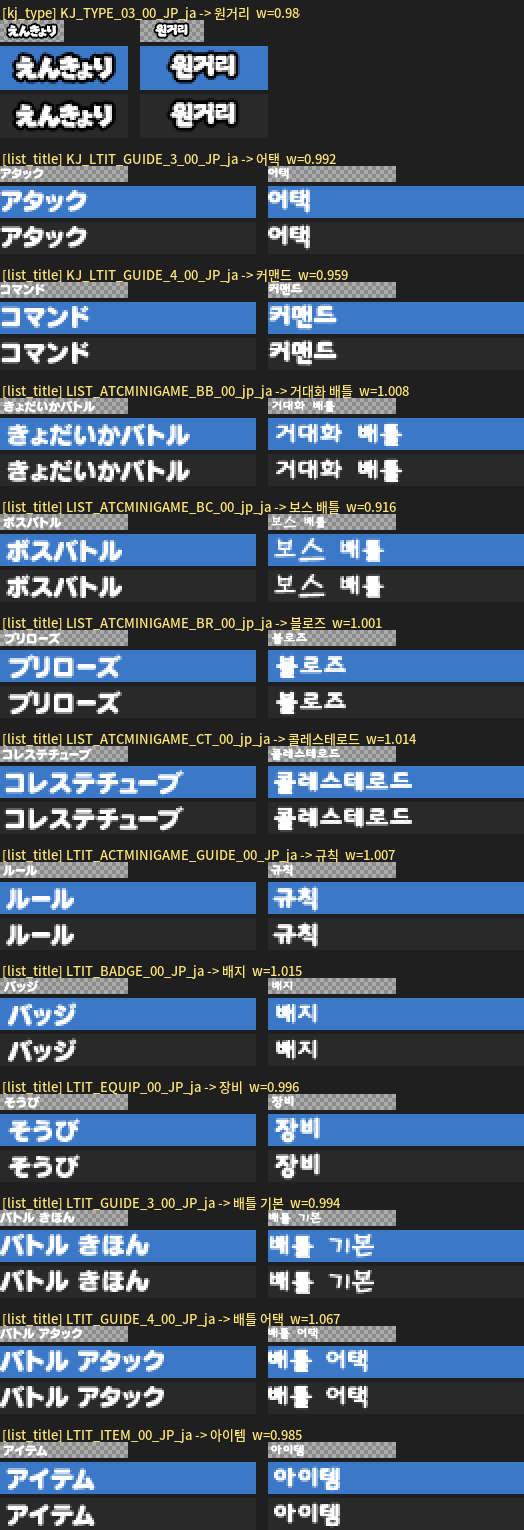 [kj_type] KJ_TYPE_03_00_JP_ja -> 원거리 w=0.98
えんきょり 원거리
えんきょり 원거리
えんきょり 원거리
[list_title] KJ_LTIT_GUIDE_3_00_JP_ja -> 어택 w=0.992
アタック 어택
アタック 어택
アタック 어택
[list_title] KJ_LTIT_GUIDE_4_00_JP_ja -> 커맨드 w=0.959
コマンド 커맨드
コマンド 커맨드
コマンド 커맨드
[list_title] LIST_ATCMINIGAME_BB_00_jp_ja -> 거대화 배틀 w=1.008
きょだいかバトル 거대화 배틀
きょだいかバトル 거대화 배틀
きょだいかバトル 거대화 배틀
[list_title] LIST_ATCMINIGAME_BC_00_jp_ja -> 보스 배틀 w=0.916
ボスバトル 보스 배틀
ボスバトル 보스 배틀
ボスバトル 보스 배틀
[list_title] LIST_ATCMINIGAME_BR_00_jp_ja -> 블로즈 w=1.001
ブリローズ 블로즈
ブリローズ 블로즈
ブリローズ 블로즈
[list_title] LIST_ATCMINIGAME_CT_00_jp_ja -> 콜레스테로드 w=1.014
コレステチューブ 콜레스테로드
コレステチューブ 콜레스테로드
コレステチューブ 콜레스테로드
[list_title] LTIT_ACTMINIGAME_GUIDE_00_JP_ja -> 규칙 w=1.007
ルール 규칙
ルール 규칙
ルール 규칙
[list_title] LTIT_BADGE_00_JP_ja -> 배지 w=1.015
バッジ 배지
バッジ 배지
バッジ 배지
[list_title] LTIT_EQUIP_00_JP_ja -> 장비 w=0.996
そうび 장비
そうび 장비
そうび 장비
[list_title] LTIT_GUIDE_3_00_JP_ja -> 배틀 기본 w=0.994
バトル きほん 배틀 기본
バトル きほん 배틀 기본
バトル きほん 배틀 기본
[list_title] LTIT_GUIDE_4_00_JP_ja -> 배틀 어택 w=1.067
バトル アタック 배틀 어택
バトル アタック 배틀 어택
バトル アタック 배틀 어택
[list_title] LTIT_ITEM_00_JP_ja -> 아이템 w=0.985
アイテム 아이템
アイテム 아이템
アイテム 아이템